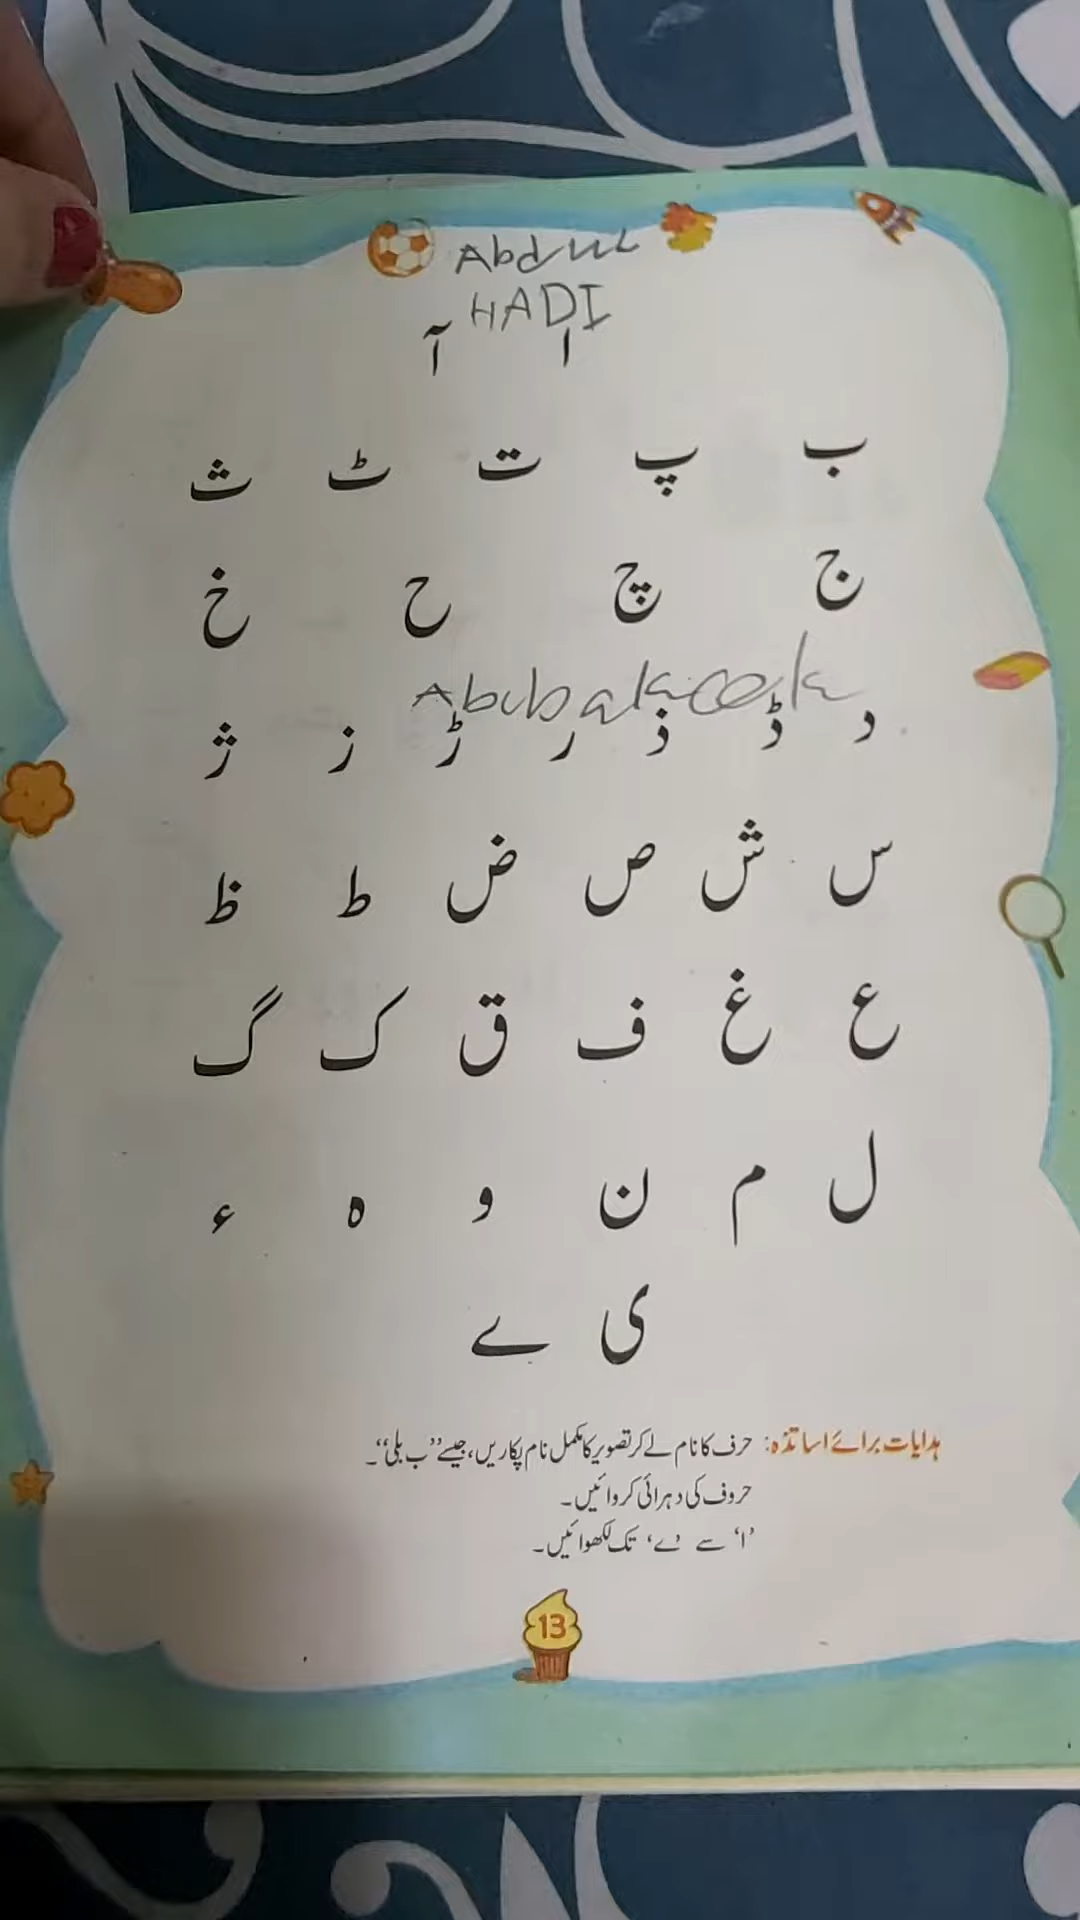 Abdul
HADI
ا آ
ب پ ت ٹ ث
ج چ ح خ
د ڈ ذ ر ڑ ز ژ
س ش ص ض ط ظ
ع غ ف ق ک گ
ل م ن و ہ ء
ی ے
ہدایات برائے اساتذہ: حرف کا نام لے کر تصویر کا مکمل نام پکاریں، جیسے ”ب بلی“۔
حروف کی دہرائی کروائیں۔
’ا‘ سے ’ے‘ تک لکھوائیں۔
13